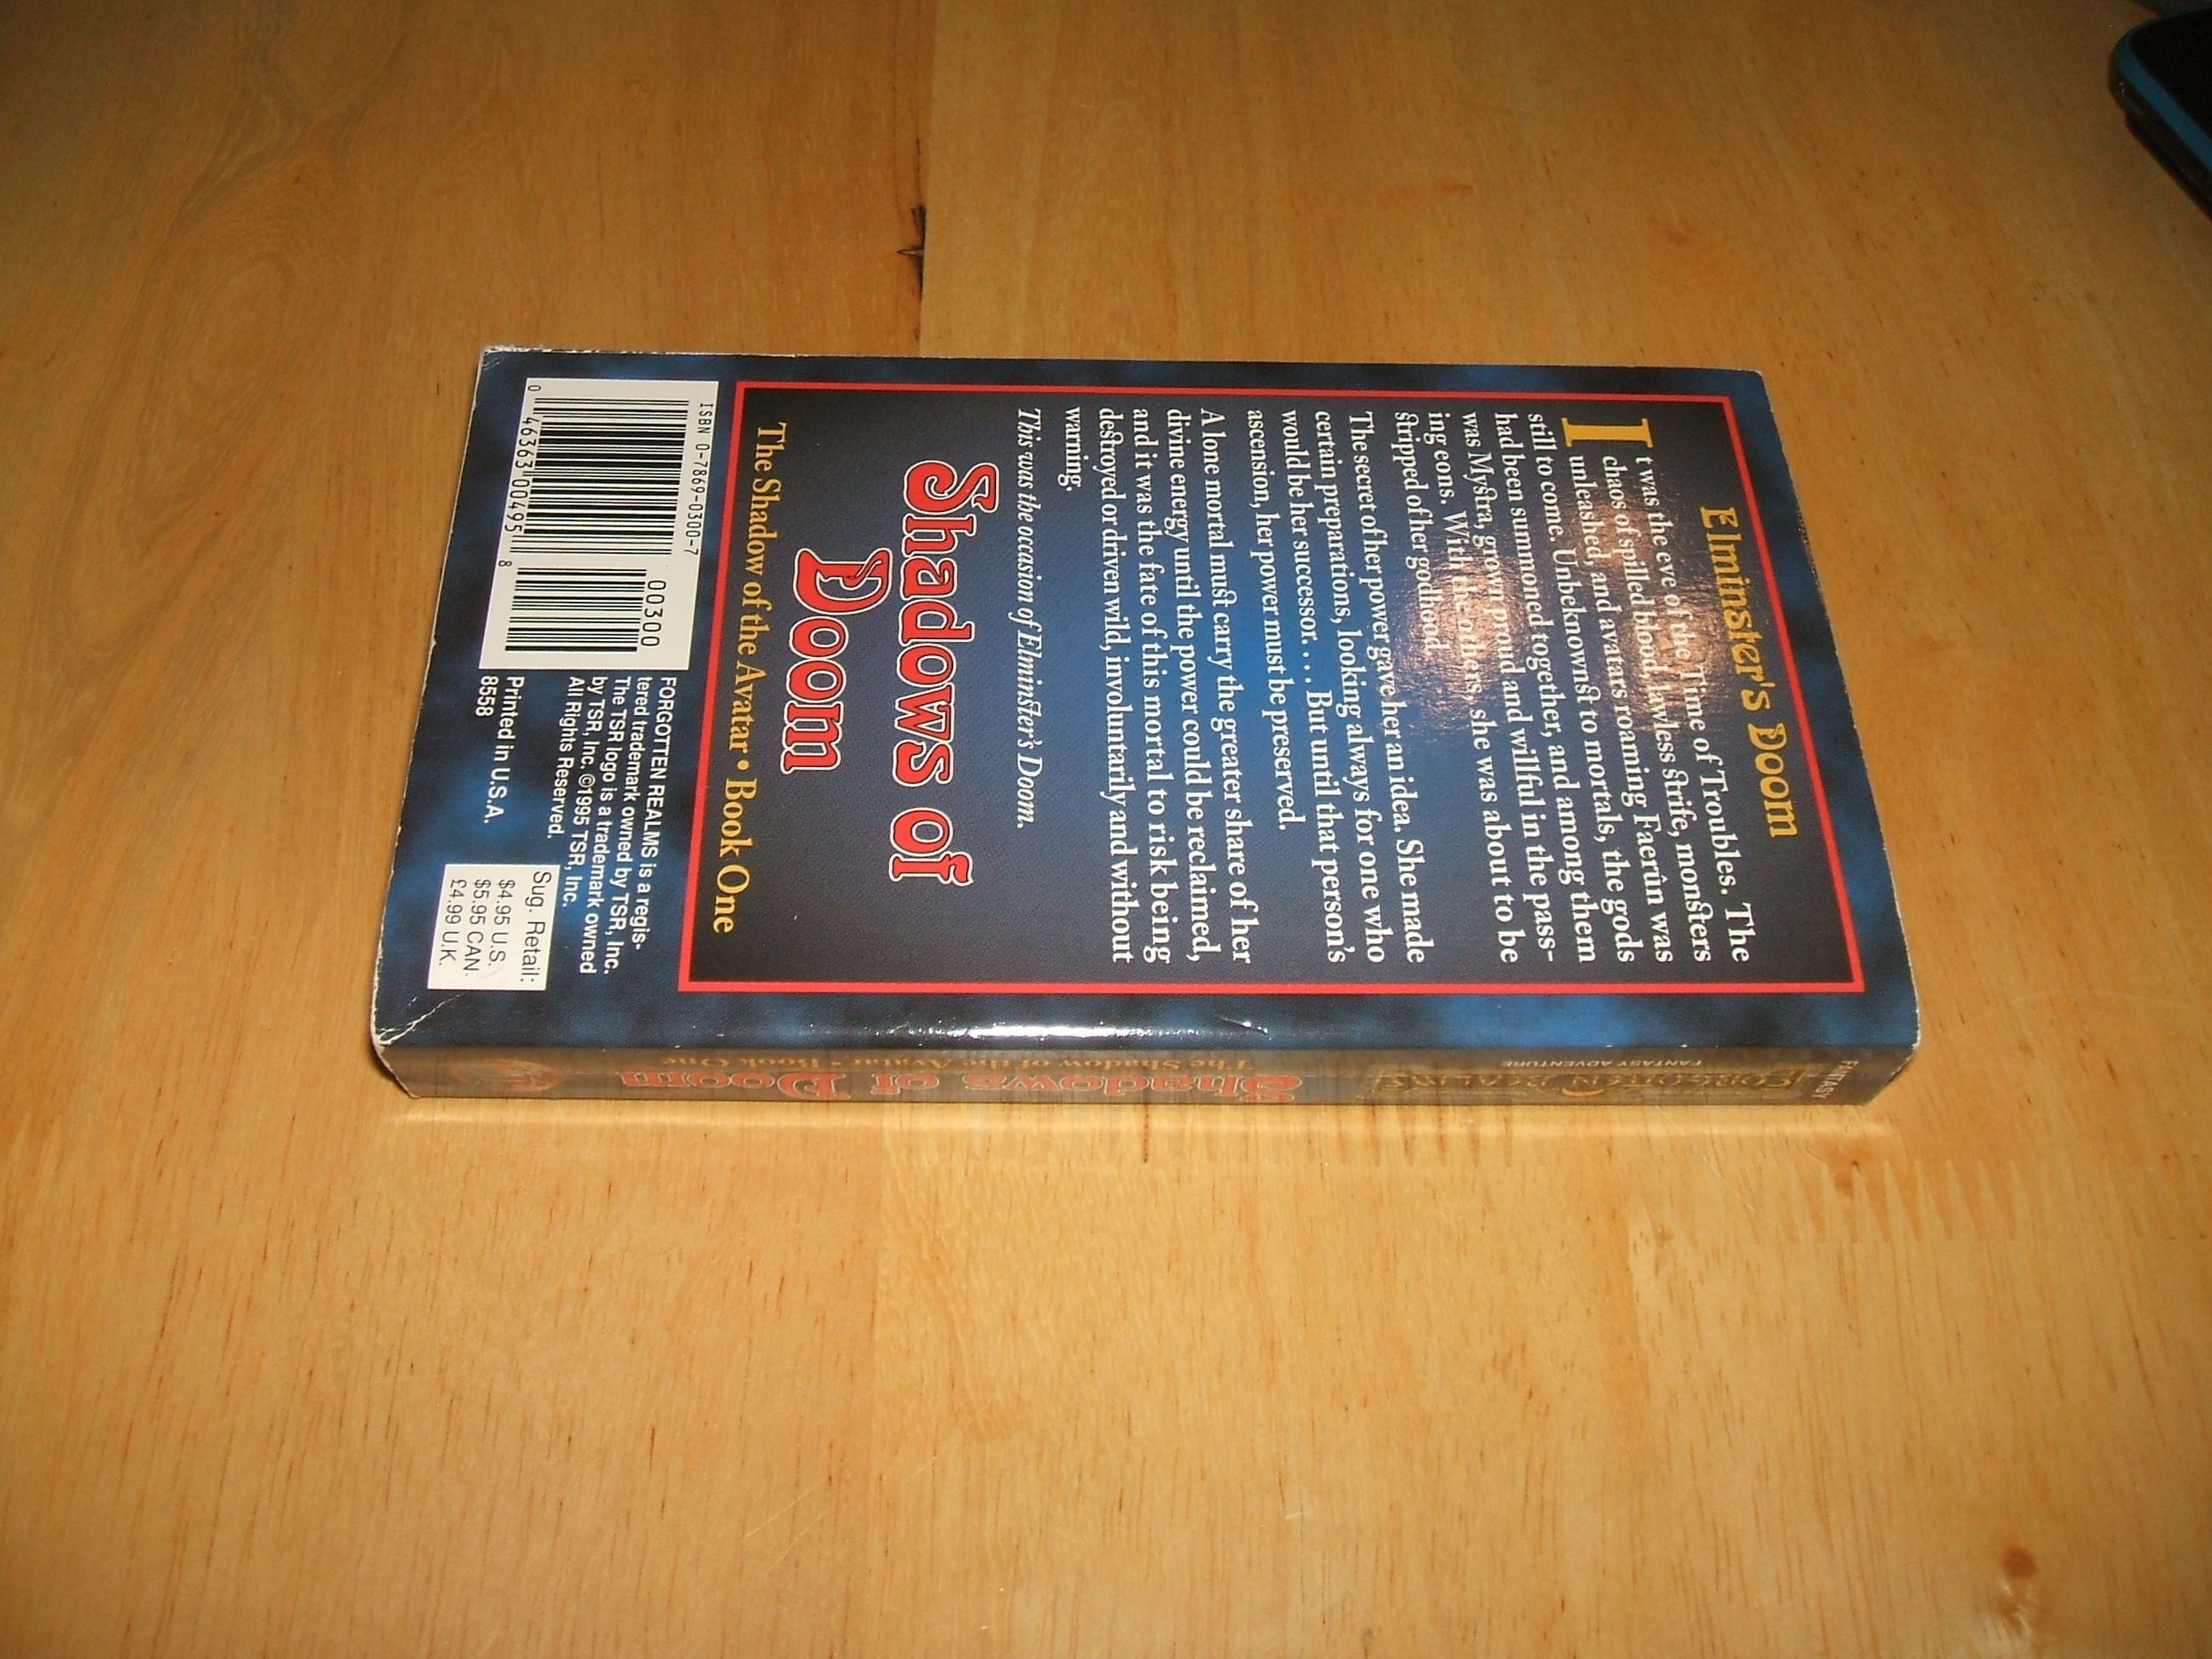 Elminster's Doom
It was the eve of the Time of Troubles. The
chaos of spilled blood, lawless strife, monsters
unleashed, and avatars roaming Faerûn was
still to come. Unbeknownst to mortals, the gods
had been summoned together, and among them
was Mystra, grown proud and willful in the pass-
ing eons. With the others, she was about to be
stripped of her godhood.
The secret of her power gave her an idea. She made
certain preparations, looking always for one who
would be her successor. . . . But until that person's
ascension, her power must be preserved.
A lone mortal must carry the greater share of her
divine energy until the power could be reclaimed,
and it was the fate of this mortal to risk being
destroyed or driven wild, involuntarily and without
warning.
This was the occasion of Elminster's Doom.
Shadows of
Doom
The Shadow of the Avatar • Book One
ISBN 0-7869-0300-7
00300
0 46363 00495 8
FORGOTTEN REALMS is a regis-
tered trademark owned by TSR, Inc.
The TSR logo is a trademark owned
by TSR, Inc. ©1995 TSR, Inc.
All Rights Reserved.
Printed in U.S.A.
8558
Sug. Retail:
$4.95 U.S.
$5.95 CAN.
£4.99 U.K.
FANTASY
FORGOTTEN REALMS
FANTASY ADVENTURE
Shadows of Doom
The Shadow of the Avatar • Book One